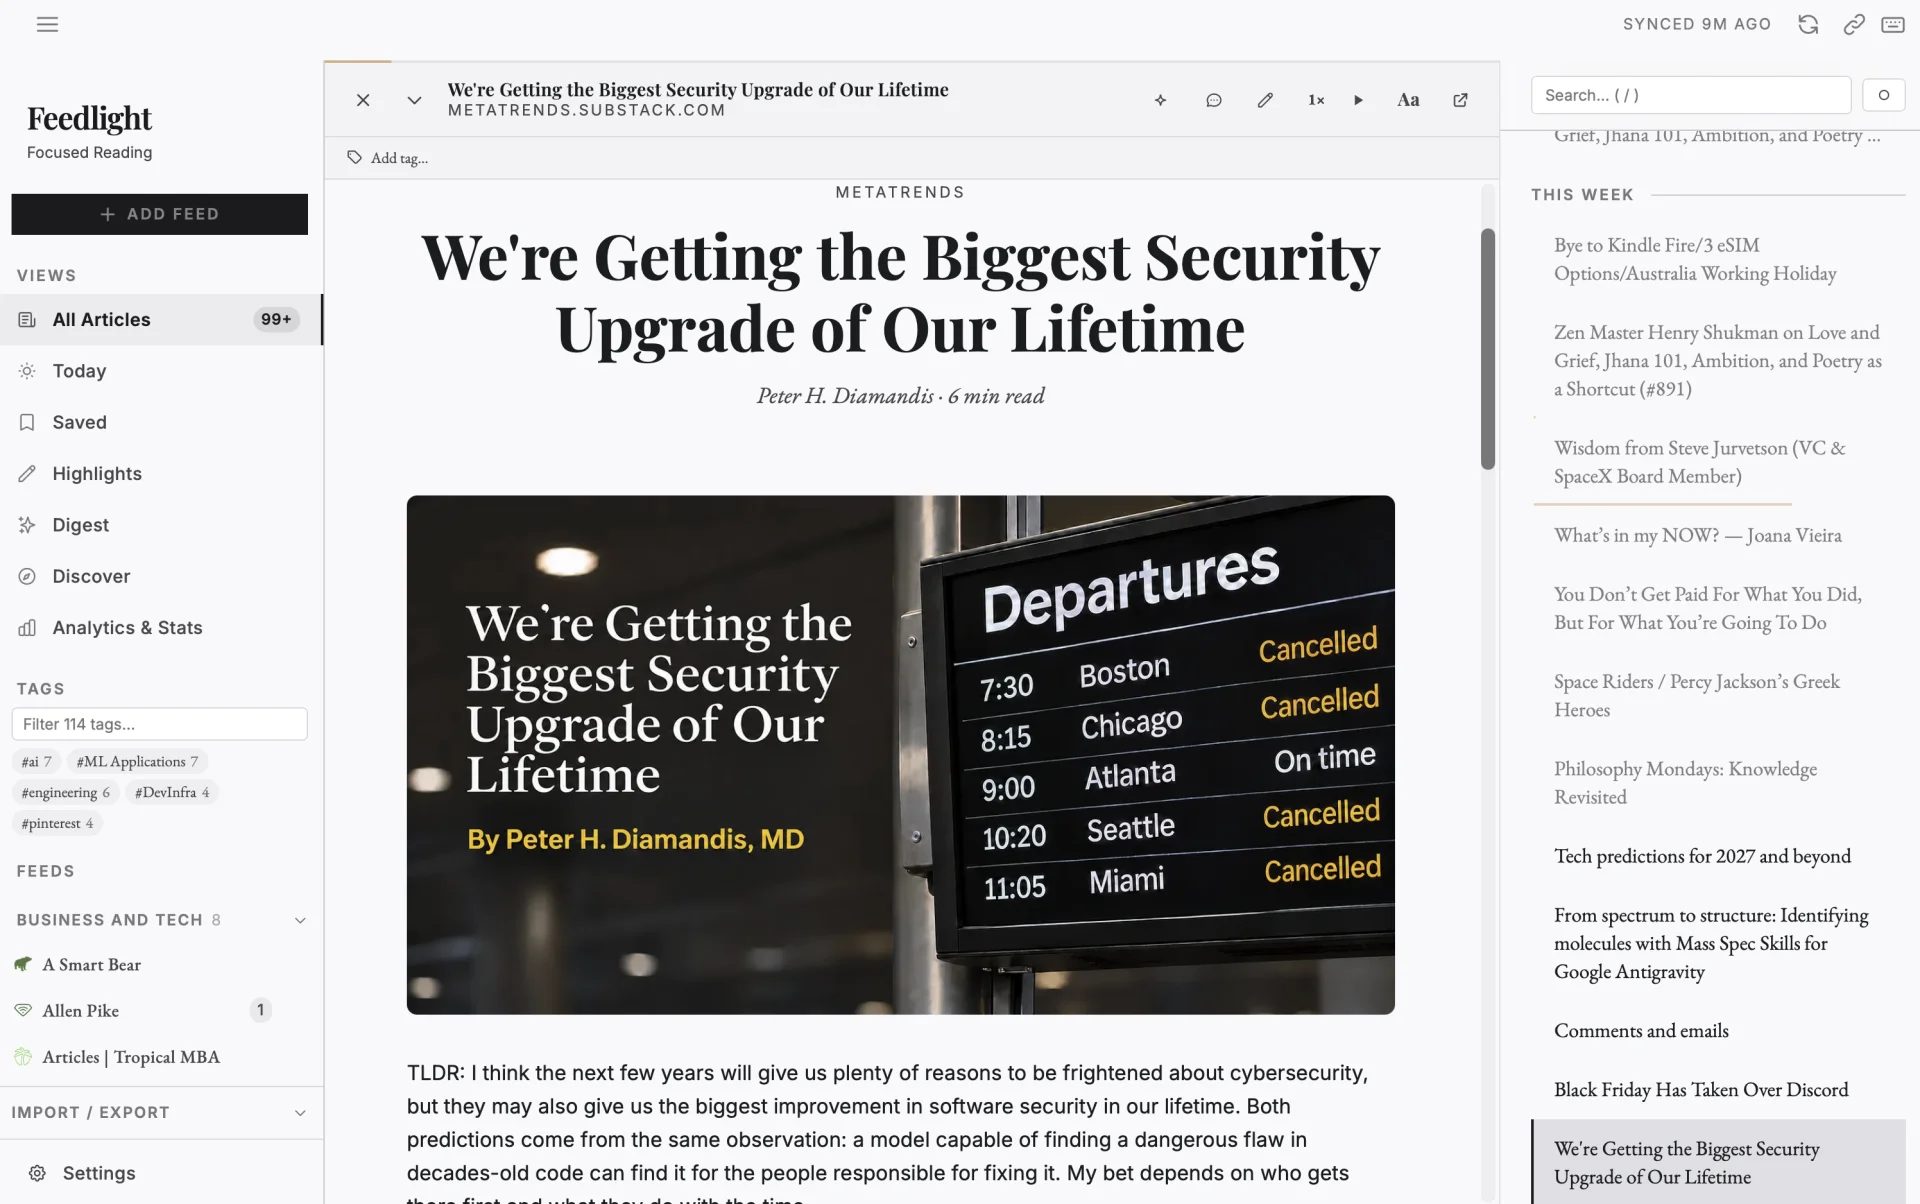 SYNCED 9M AGO
Feedlight
Focused Reading
+ ADD FEED
VIEWS
All Articles 99+
Today
Saved
Highlights
Digest
Discover
Analytics & Stats
TAGS
Filter 114 tags...
#ai 7 #ML Applications 7
#engineering 6 #DevInfra 4
#pinterest 4
FEEDS
BUSINESS AND TECH 8
A Smart Bear
Allen Pike 1
Articles | Tropical MBA
IMPORT / EXPORT
Settings
We're Getting the Biggest Security Upgrade of Our Lifetime
METATRENDS.SUBSTACK.COM
1×
Aa
Add tag...
METATRENDS
We're Getting the Biggest Security
Upgrade of Our Lifetime
Peter H. Diamandis · 6 min read
We're Getting the
Biggest Security
Upgrade of Our
Lifetime
By Peter H. Diamandis, MD
Departures
7:30 Boston Cancelled
8:15 Chicago Cancelled
9:00 Atlanta On time
10:20 Seattle Cancelled
11:05 Miami Cancelled
TLDR: I think the next few years will give us plenty of reasons to be frightened about cybersecurity,
but they may also give us the biggest improvement in software security in our lifetime. Both
predictions come from the same observation: a model capable of finding a dangerous flaw in
decades-old code can find it for the people responsible for fixing it. My bet depends on who gets
there first and what they do with the time.
Search... ( / )
Grief, Jhana 101, Ambition, and Poetry ...
THIS WEEK
Bye to Kindle Fire/3 eSIM
Options/Australia Working Holiday
Zen Master Henry Shukman on Love and
Grief, Jhana 101, Ambition, and Poetry as
a Shortcut (#891)
Wisdom from Steve Jurvetson (VC &
SpaceX Board Member)
What's in my NOW? — Joana Vieira
You Don't Get Paid For What You Did,
But For What You're Going To Do
Space Riders / Percy Jackson's Greek
Heroes
Philosophy Mondays: Knowledge
Revisited
Tech predictions for 2027 and beyond
From spectrum to structure: Identifying
molecules with Mass Spec Skills for
Google Antigravity
Comments and emails
Black Friday Has Taken Over Discord
We're Getting the Biggest Security
Upgrade of Our Lifetime